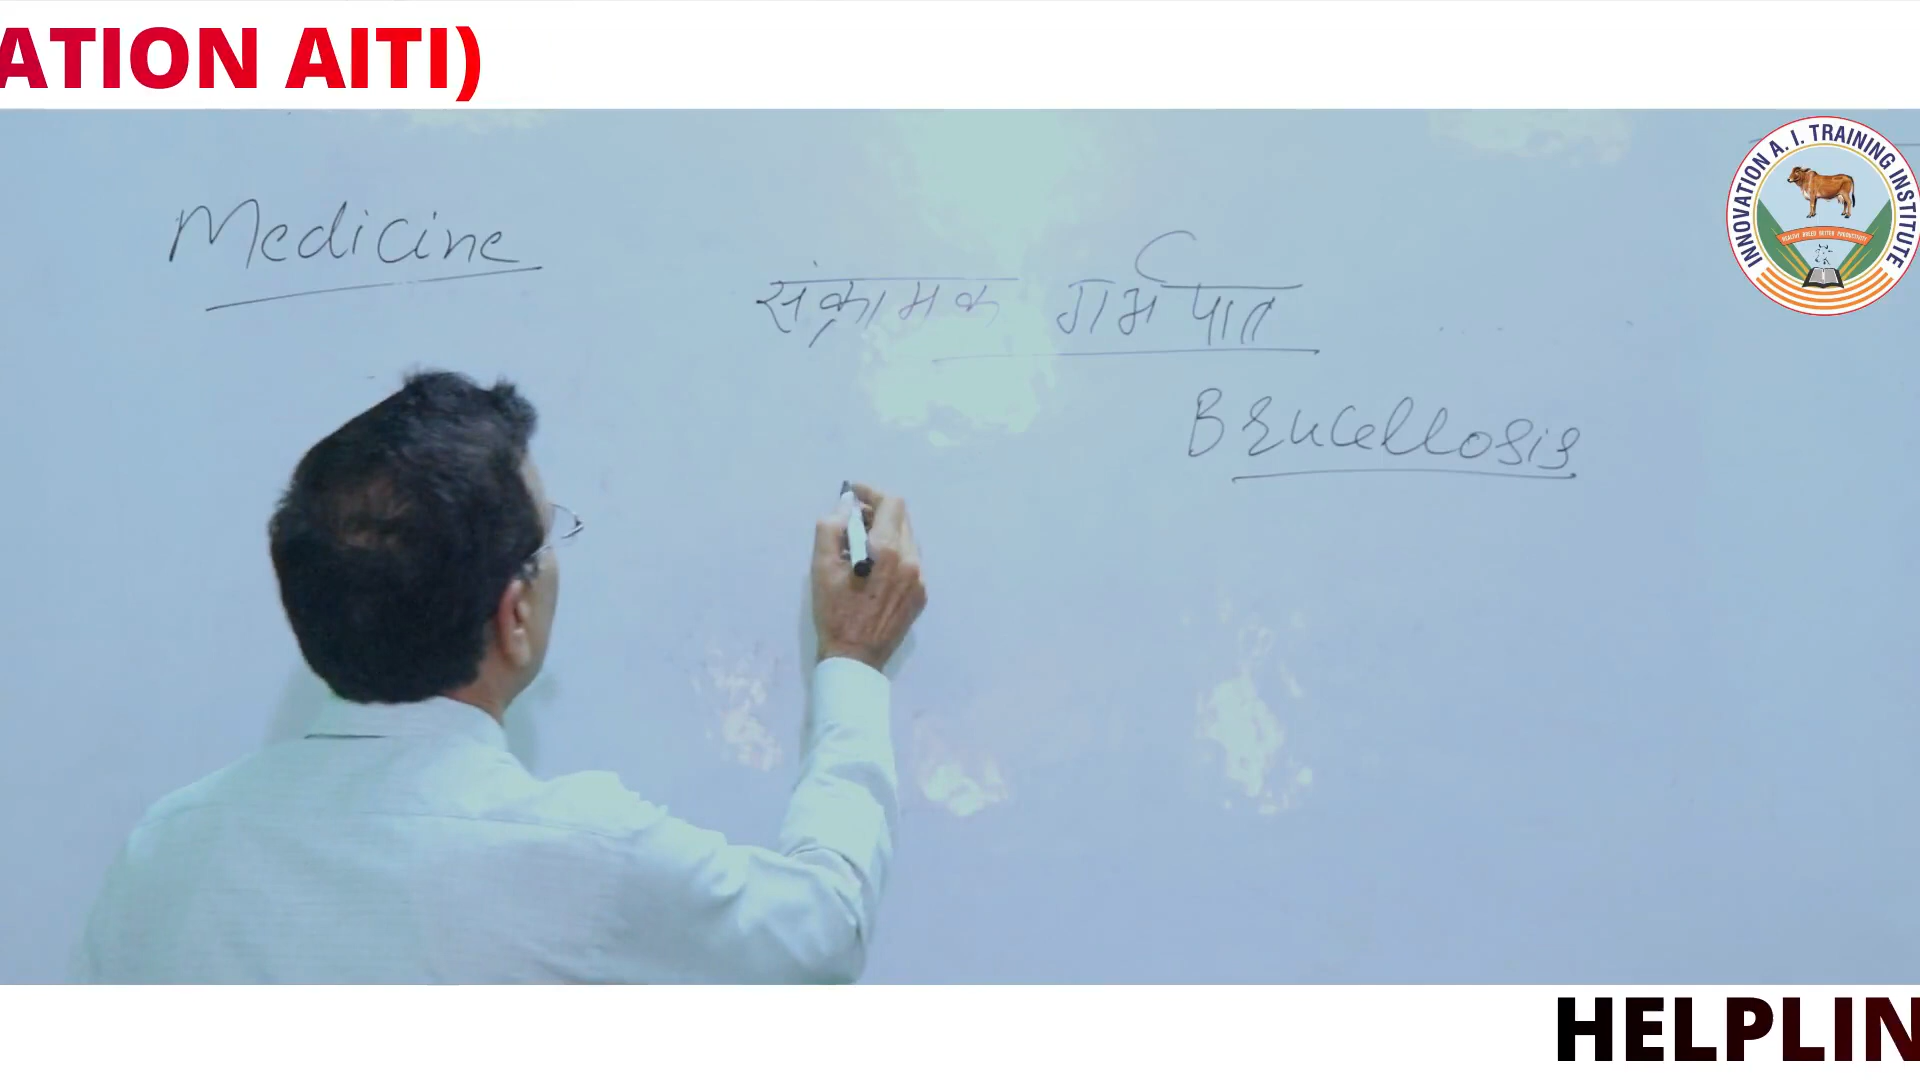 ATION AITI)
INNOVATION A. I. TRAINING INSTITUTE
Medicine
संक्रामक गर्भपात
Brucellosis
HELPLIN